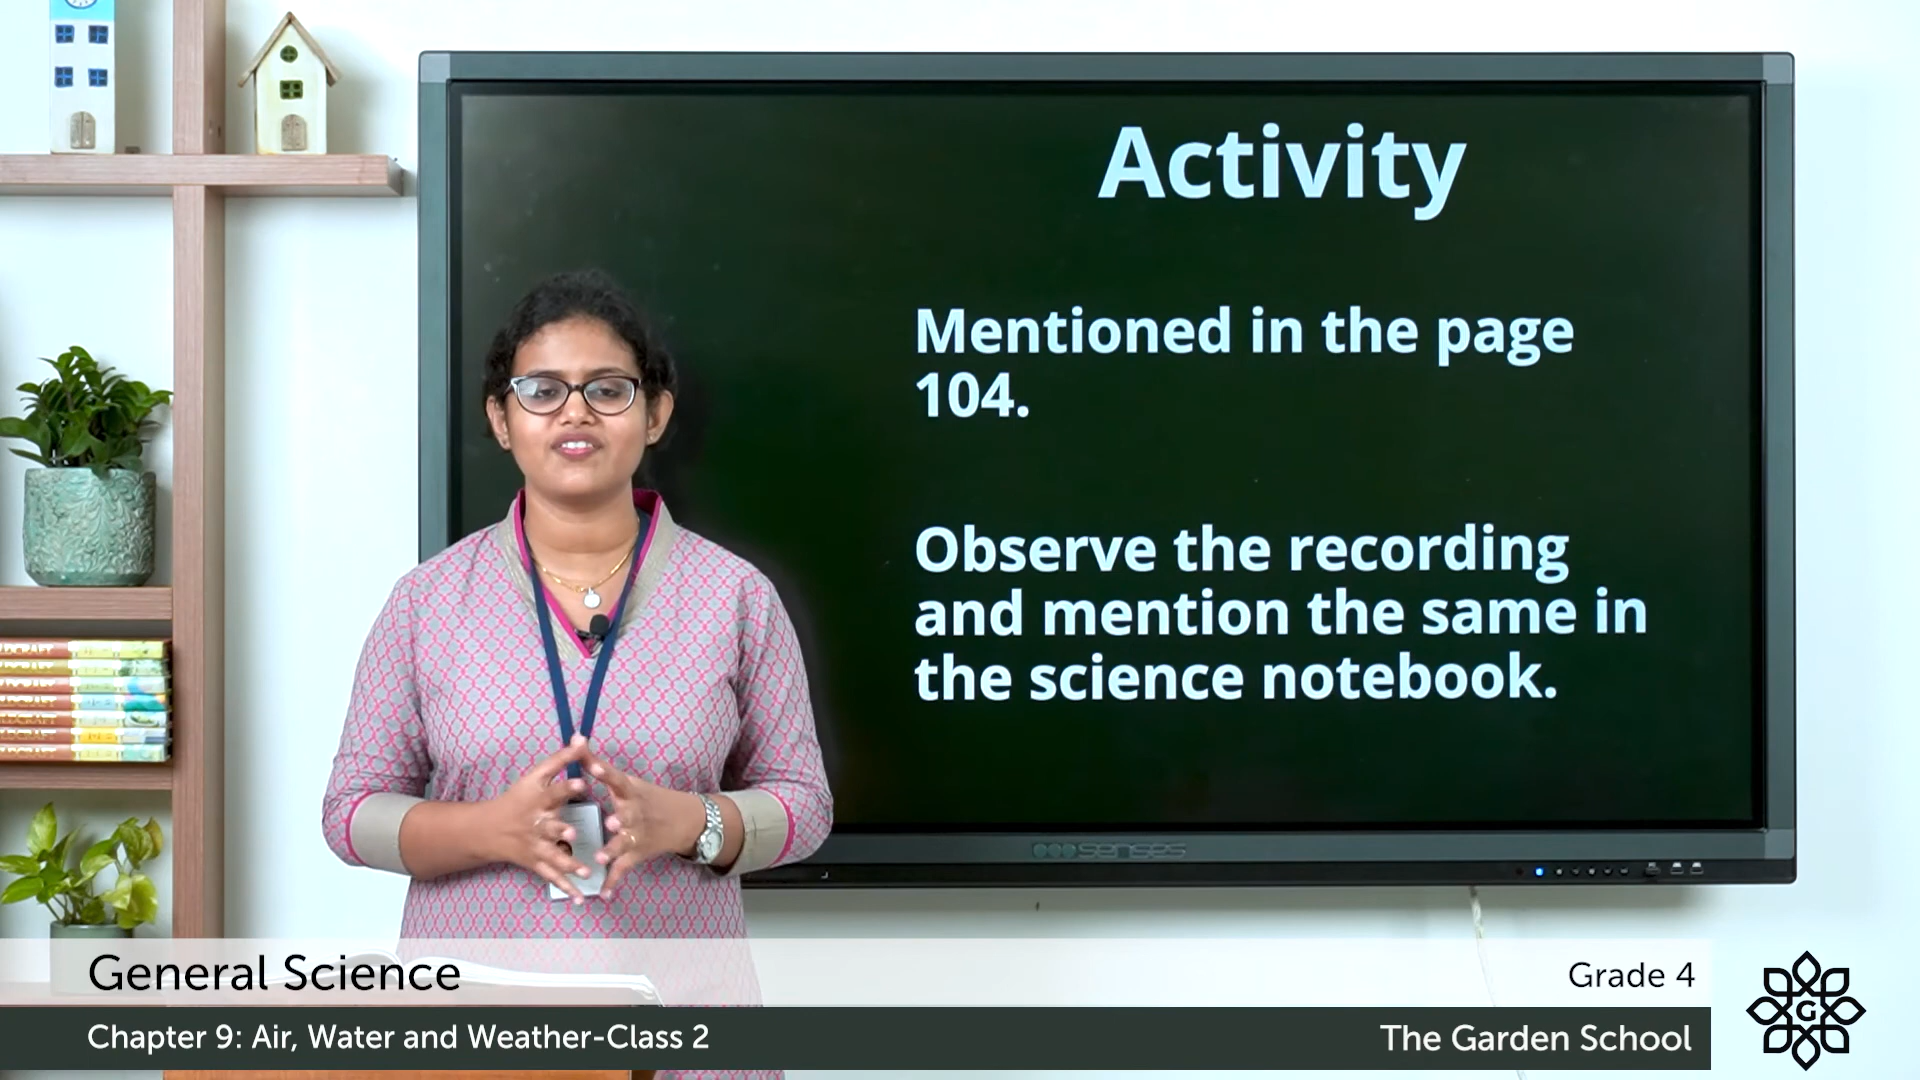 Activity
Mentioned in the page
104.
Observe the recording
and mention the same in
the science notebook.
senses
General Science
Grade 4
Chapter 9: Air, Water and Weather-Class 2
The Garden School
G